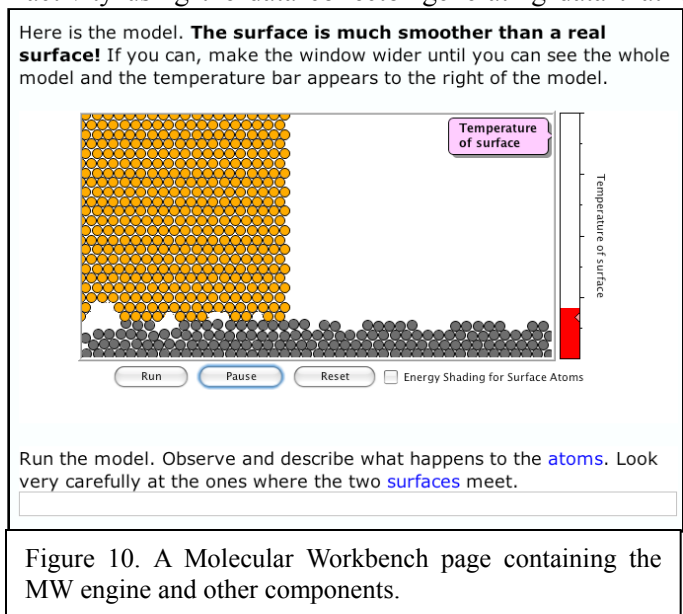 Here is the model. The surface is much smoother than a real
surface! If you can, make the window wider until you can see the whole
model and the temperature bar appears to the right of the model.
Temperature
of surface
Temperature of surface
Run
Pause
Reset
Energy Shading for Surface Atoms
Run the model. Observe and describe what happens to the atoms. Look
very carefully at the ones where the two surfaces meet.
Figure 10. A Molecular Workbench page containing the
MW engine and other components.